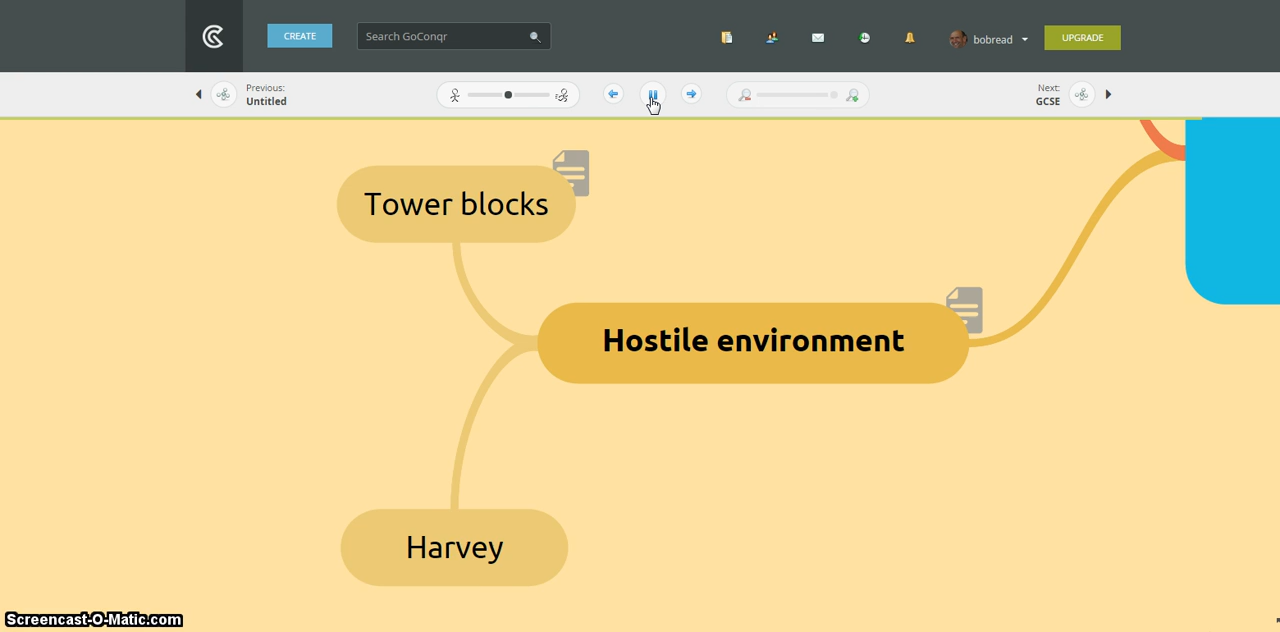 CREATE
Search GoConqr
bobread
UPGRADE
Previous:
Untitled
Next:
GCSE
Tower blocks
Hostile environment
Harvey
Screencast-O-Matic.com